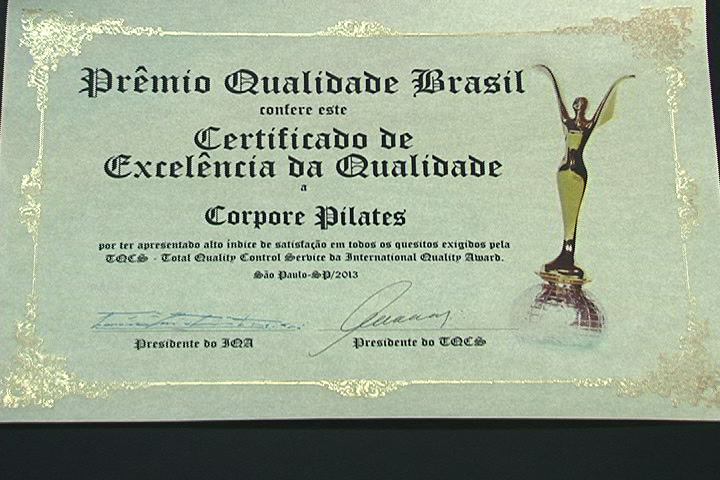 Prêmio Qualidade Brasil
confere este
Certificado de
Excelência da Qualidade
a
Corpore Pilates
por ter apresentado alto índice de satisfação em todos os quesitos exigidos pela
TQCS - Total Quality Control Service da International Quality Award.
São Paulo-SP/2013
Presidente do IQA Presidente do TQCS